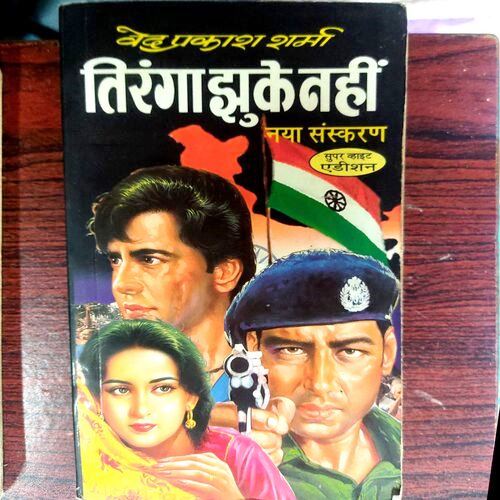 वेद प्रकाश शर्मा
तिरंगा झुके नहीं
नया संस्करण
सुपर व्हाइट
एडीशन